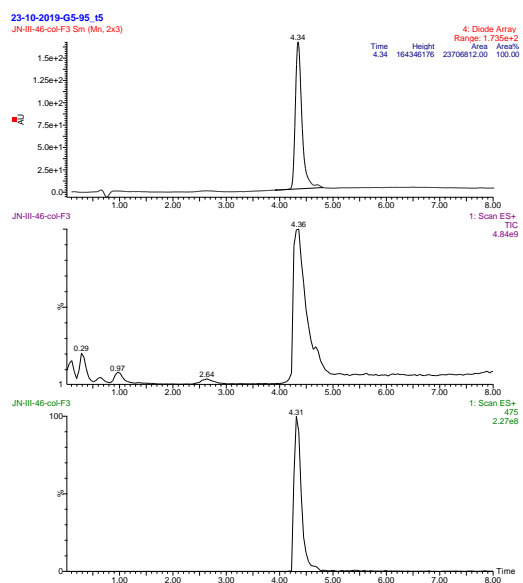 23-10-2019-G5-95_t5
JN-III-46-col-F3 Sm (Mn, 2x3)
4: Diode Array
Range: 1.735e+2
Time Height Area Area%
4.34 164346176 23706812.00 100.00
4.34
1.5e+2
1.25e+2
1.0e+2
AU
7.5e+1
5.0e+1
2.5e+1
0.0
1.00 2.00 3.00 4.00 5.00 6.00 7.00 8.00
JN-III-46-col-F3
1: Scan ES+
TIC
4.84e9
4.36
%
0.29
0.97
2.64
1
1.00 2.00 3.00 4.00 5.00 6.00 7.00 8.00
JN-III-46-col-F3
1: Scan ES+
475
2.27e8
100
4.31
%
0
1.00 2.00 3.00 4.00 5.00 6.00 7.00 8.00
Time